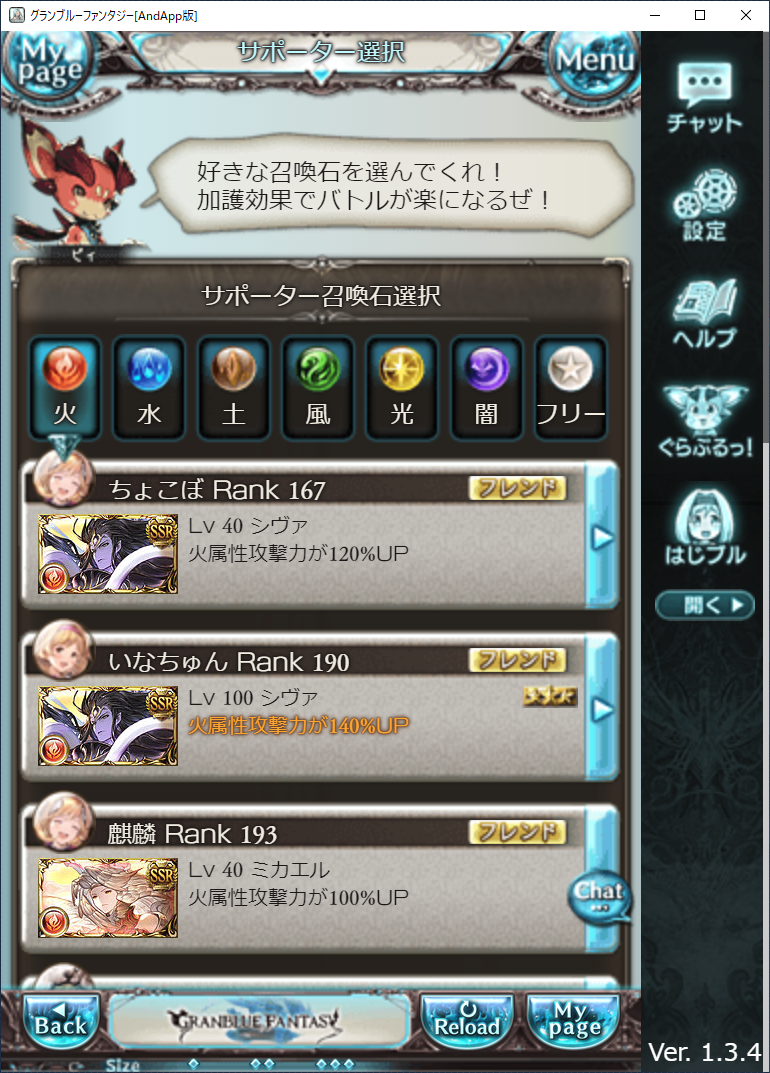 グランブルーファンタジー[AndApp版]
My page
サポーター選択
Menu
好きな召喚石を選んでくれ！
加護効果でバトルが楽になるぜ！
ビィ
サポーター召喚石選択
火 水 土 風 光 闇 フリー
ちょこぼ Rank 167 フレンド
SSR
Lv 40 シヴァ
火属性攻撃力が120%UP
いなちゅん Rank 190 フレンド
SSR
Lv 100 シヴァ
火属性攻撃力が140%UP
麒麟 Rank 193 フレンド
SSR
Lv 40 ミカエル
火属性攻撃力が100%UP
Chat
Back
GRANBLUE FANTASY
Reload
My page
Size
チャット
設定
ヘルプ
ぐらぶるっ!
はじブル
開く
Ver. 1.3.4